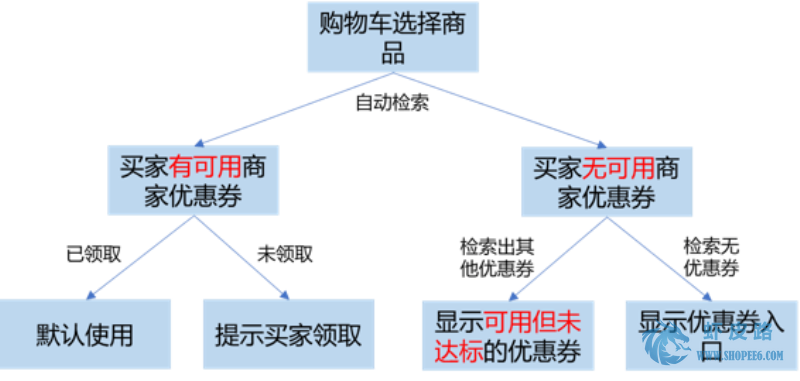 购物车选择商
品
自动检索
买家有可用商
家优惠券
买家无可用商
家优惠券
已领取
未领取
检索出其
他优惠券
检索无
优惠券
默认使用
提示买家领取
显示可用但未
达标的优惠券
显示优惠券入
口
虾皮路
WWW.SHOPEE6.COM